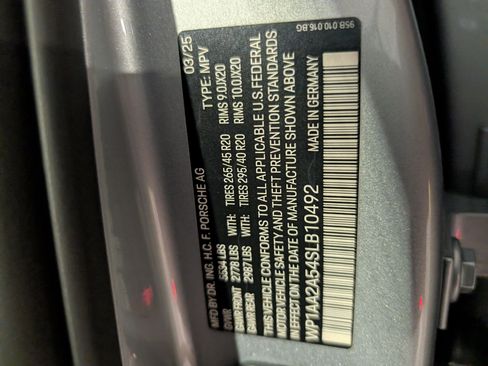 95B 010 016.BG
MFD BY DR. ING. H.C. F. PORSCHE AG 03/25
GVWR 5534 LBS TYPE: MPV
GAWR FRONT 2778 LBS WITH TIRES 265/45 R20 RIMS 9.0JX20
GAWR REAR 2987 LBS WITH TIRES 295/40 R20 RIMS 10.0JX20
THIS VEHICLE CONFORMS TO ALL APPLICABLE U.S. FEDERAL
MOTOR VEHICLE SAFETY AND THEFT PREVENTION STANDARDS
IN EFFECT ON THE DATE OF MANUFACTURE SHOWN ABOVE
WP1AA2A54SLB10492 MADE IN GERMANY